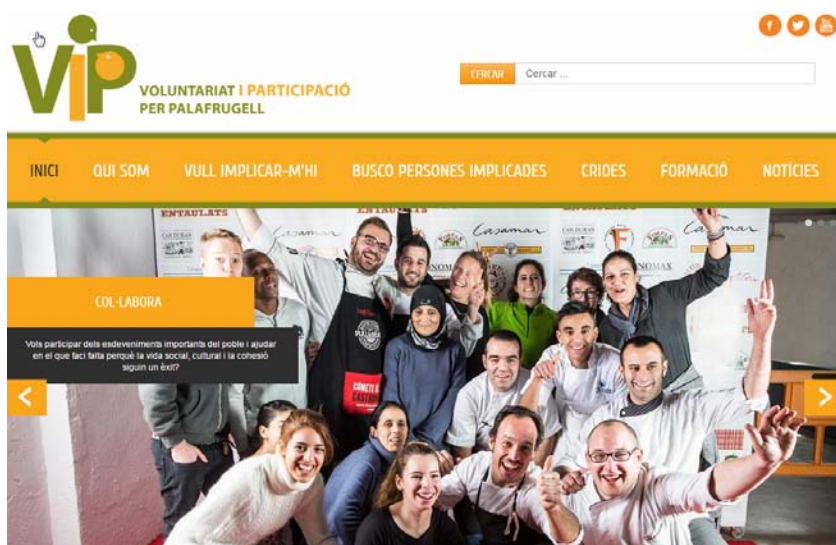 ViP
VOLUNTARIAT I PARTICIPACIÓ
PER PALAFRUGELL
CERCAR
Cercar ...
INICI
QUI SOM
VULL IMPLICAR-M'HI
BUSCO PERSONES IMPLICADES
CRIDES
FORMACIÓ
NOTÍCIES
ENTAULATS
Casamar
COL·LABORA
Vols participar dels esdeveniments importants del poble i ajudar
en el que faci falta perquè la vida social, cultural i la cohesió
siguin un èxit?